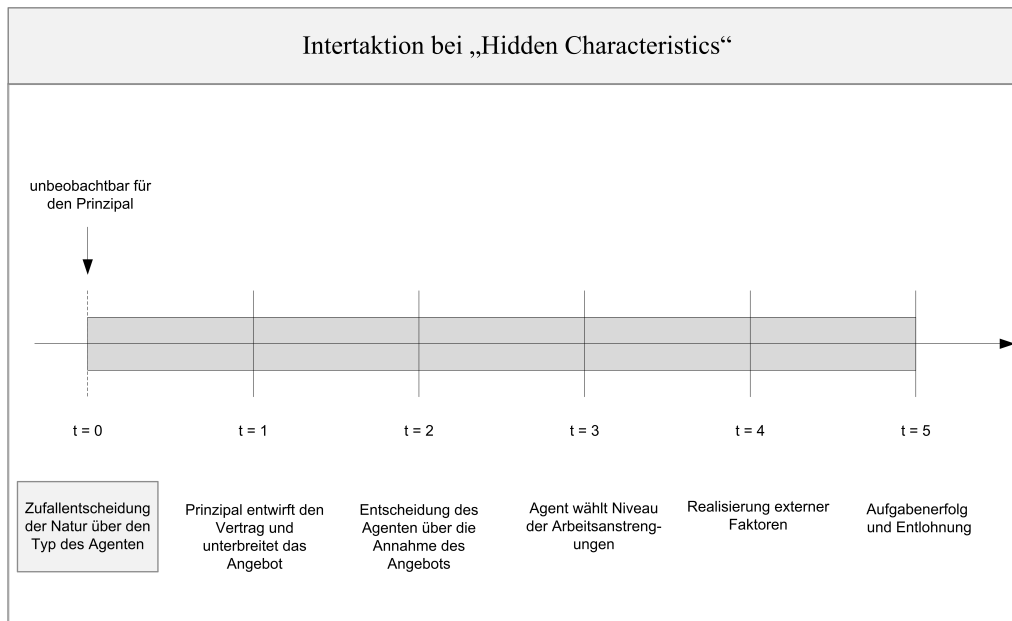 Intertaktion bei „Hidden Characteristics“
unbeobachtbar für
den Prinzipal
t = 0
t = 1
t = 2
t = 3
t = 4
t = 5
Zufallentscheidung
der Natur über den
Typ des Agenten
Prinzipal entwirft den
Vertrag und
unterbreitet das
Angebot
Entscheidung des
Agenten über die
Annahme des
Angebots
Agent wählt Niveau
der Arbeitsanstreng-
ungen
Realisierung externer
Faktoren
Aufgabenerfolg
und Entlohnung